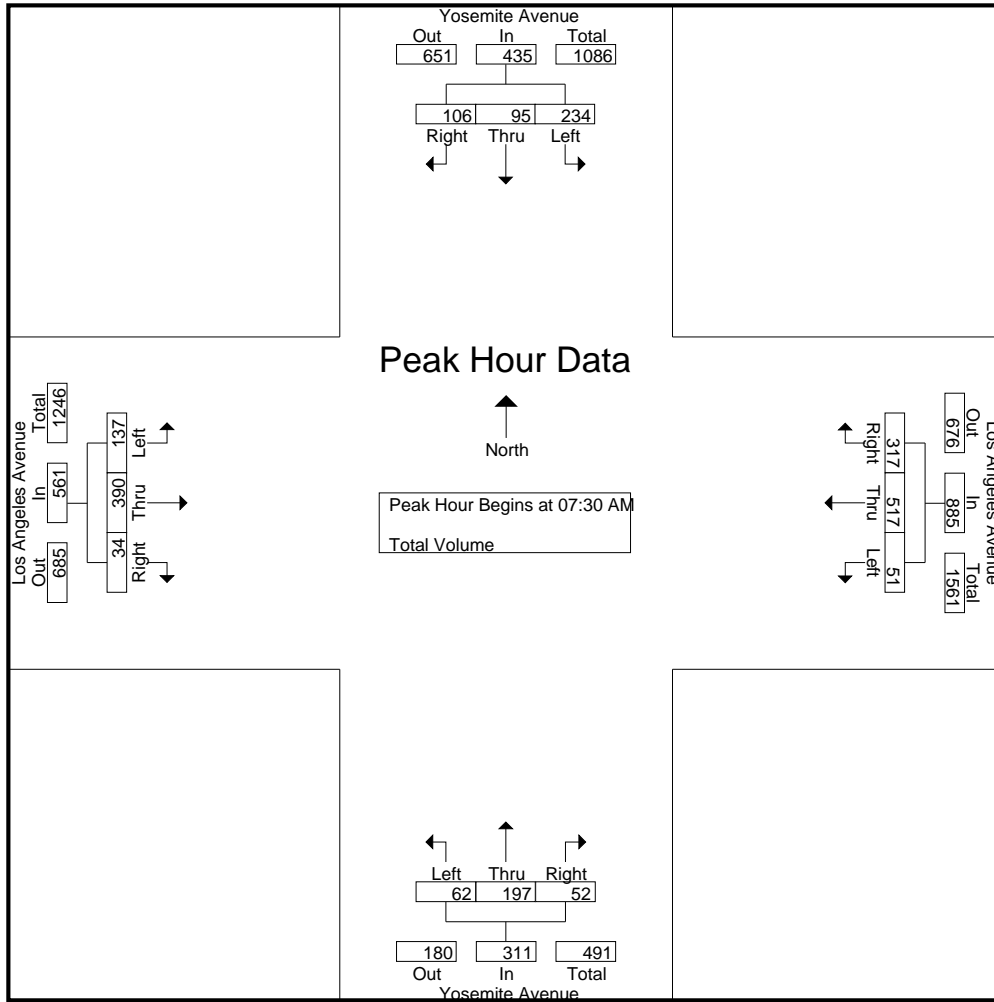 Yosemite Avenue
Out In Total
651 435 1086
106 95 234
Right Thru Left
Peak Hour Data
North
Peak Hour Begins at 07:30 AM
Total Volume
Los Angeles Avenue
Out In Total
685 561 1246
Left Thru Right
137 390 34
Los Angeles Avenue
Out In Total
676 885 1561
317 517 51
Right Thru Left
Left Thru Right
62 197 52
180 311 491
Out In Total
Yosemite Avenue